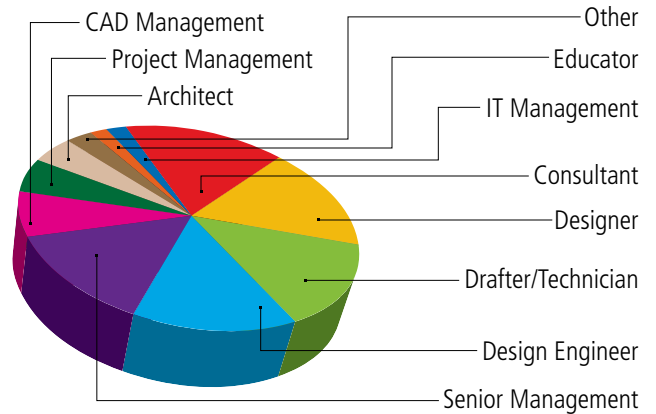 CAD Management
Project Management
Architect
Other
Educator
IT Management
Consultant
Designer
Drafter/Technician
Design Engineer
Senior Management